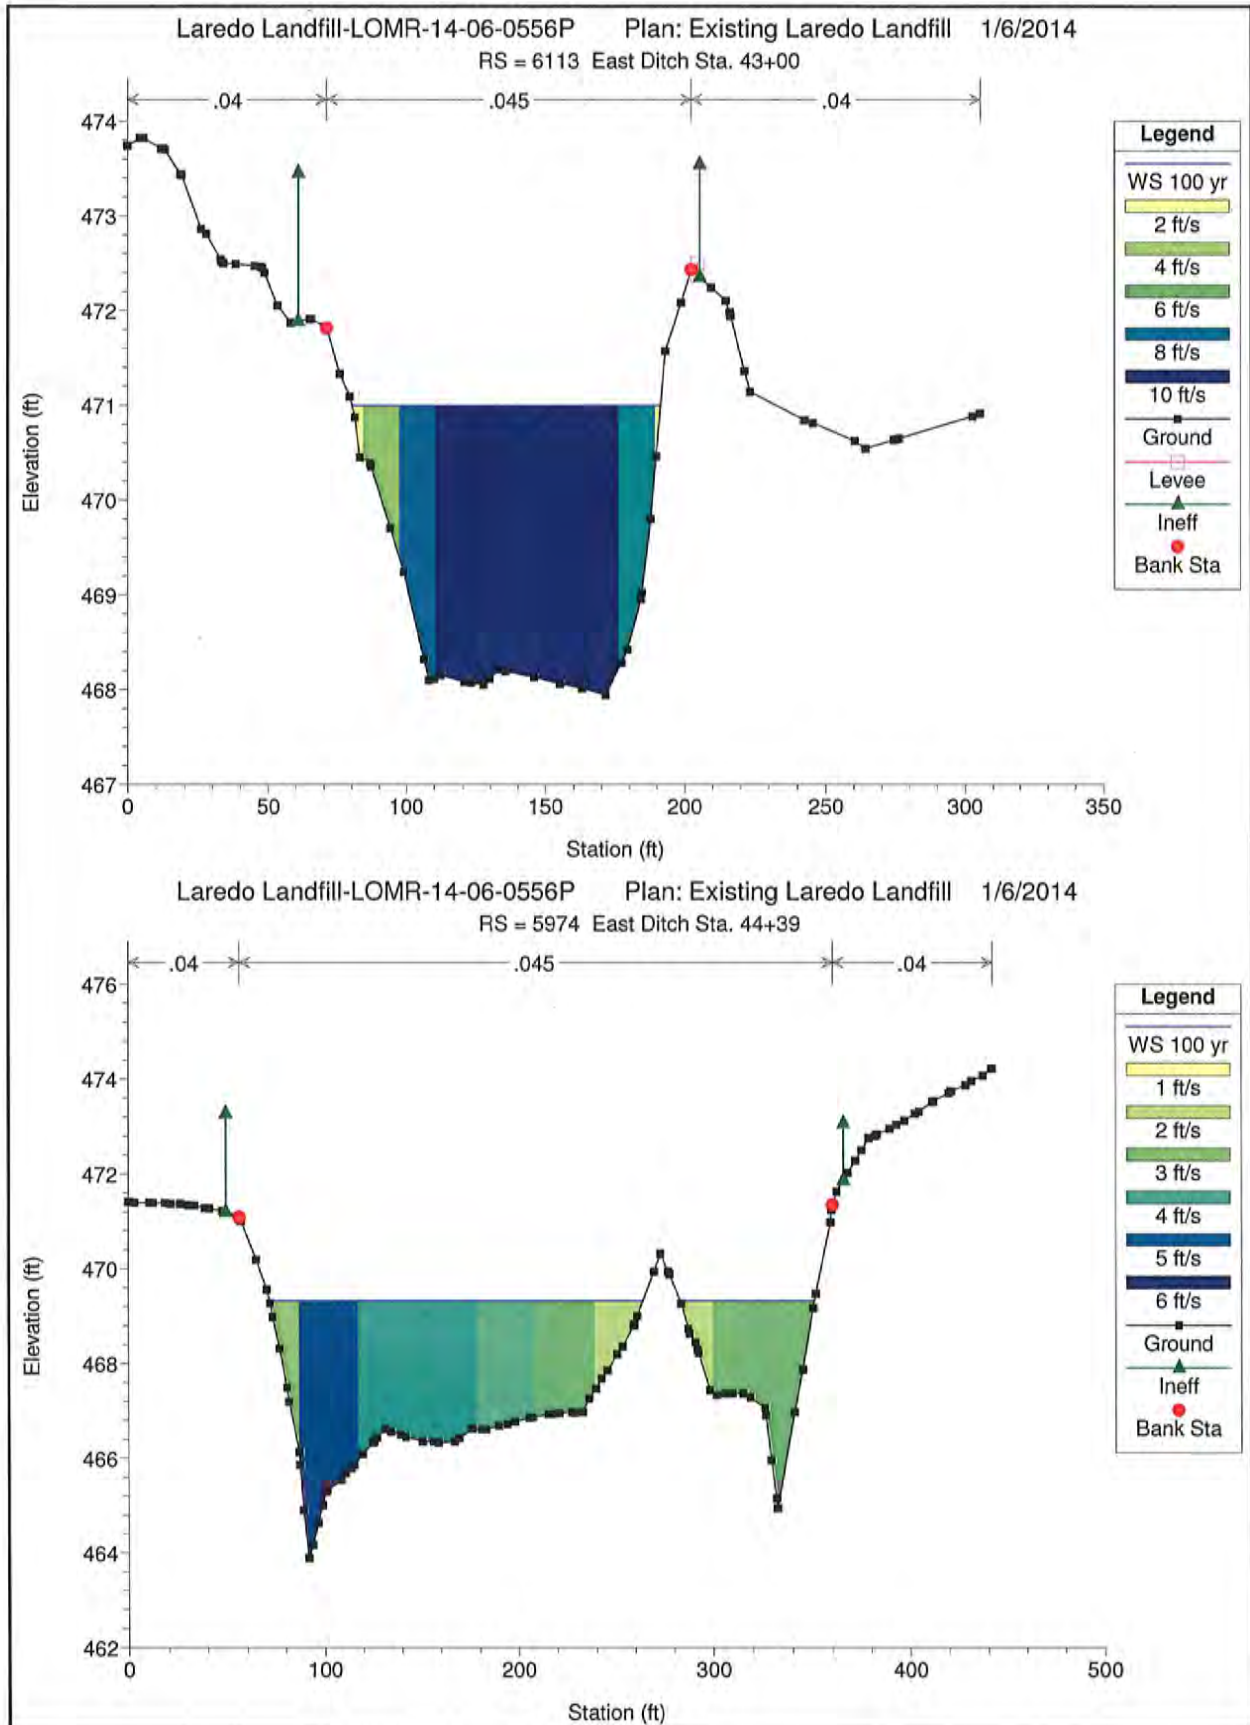 Laredo Landfill-LOMR-14-06-0556P Plan: Existing Laredo Landfill 1/6/2014
RS = 6113 East Ditch Sta. 43+00
.04 .045 .04
474
473
472
471
470
469
468
467
Elevation (ft)
0 50 100 150 200 250 300 350
Station (ft)
Legend
WS 100 yr
2 ft/s
4 ft/s
6 ft/s
8 ft/s
10 ft/s
Ground
Levee
Ineff
Bank Sta
Laredo Landfill-LOMR-14-06-0556P Plan: Existing Laredo Landfill 1/6/2014
RS = 5974 East Ditch Sta. 44+39
.04 .045 .04
476
474
472
470
468
466
464
462
Elevation (ft)
0 100 200 300 400 500
Station (ft)
Legend
WS 100 yr
1 ft/s
2 ft/s
3 ft/s
4 ft/s
5 ft/s
6 ft/s
Ground
Ineff
Bank Sta